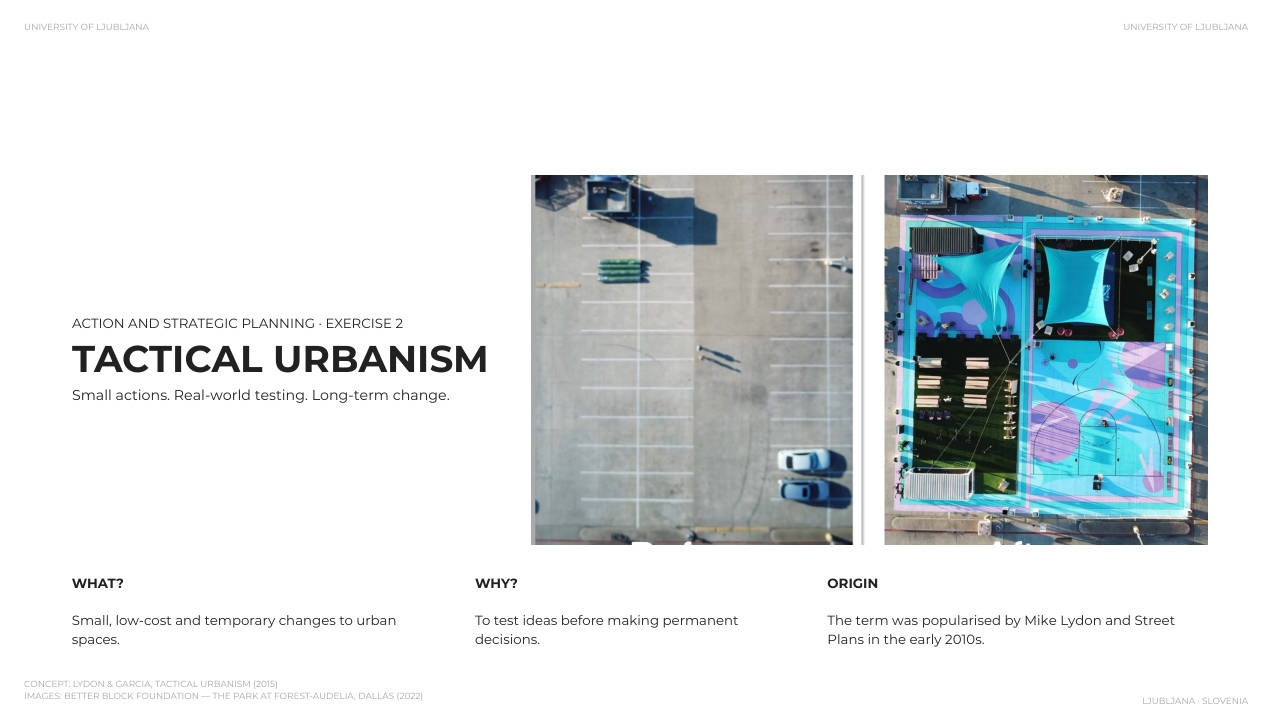 UNIVERSITY OF LJUBLJANA
UNIVERSITY OF LJUBLJANA
ACTION AND STRATEGIC PLANNING · EXERCISE 2
TACTICAL URBANISM
Small actions. Real-world testing. Long-term change.
WHAT?
Small, low-cost and temporary changes to urban
spaces.
WHY?
To test ideas before making permanent
decisions.
ORIGIN
The term was popularised by Mike Lydon and Street
Plans in the early 2010s.
CONCEPT: LYDON & GARCIA, TACTICAL URBANISM (2015)
IMAGES: BETTER BLOCK FOUNDATION — THE PARK AT FOREST-AUDELIA, DALLAS (2022)
LJUBLJANA · SLOVENIA